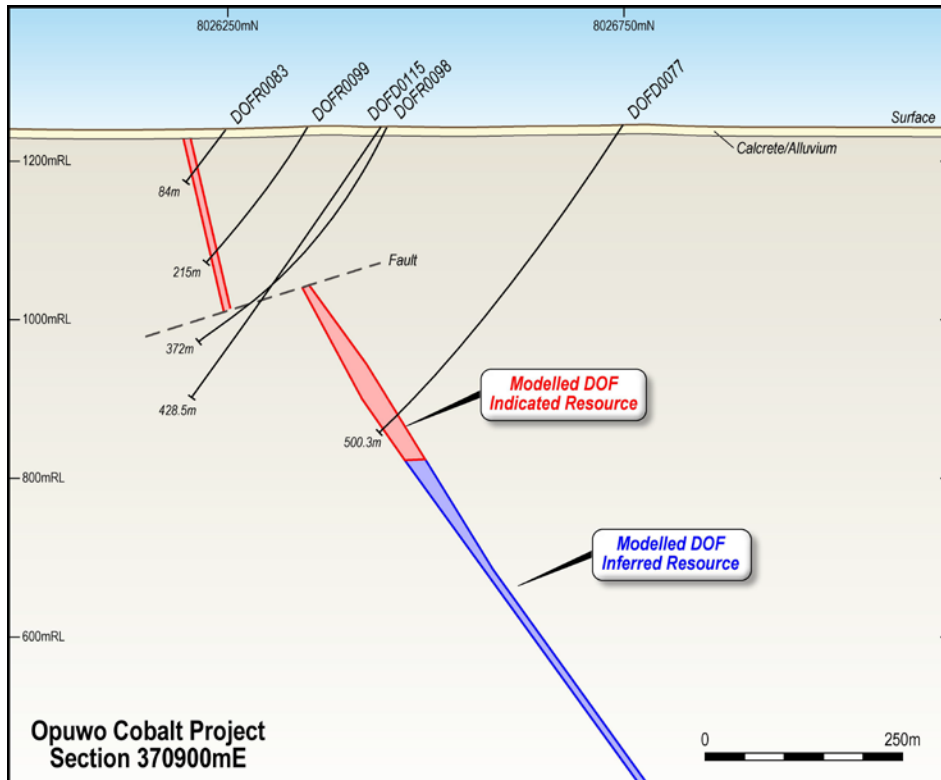 8026250mN
8026750mN
DOFR0083
DOFR0099
DOFD0115
DOFR0098
DOFD0077
Surface
Calcrete/Alluvium
1200mRL
84m
215m
Fault
1000mRL
372m
428.5m
Modelled DOF
Indicated Resource
500.3m
800mRL
Modelled DOF
Inferred Resource
600mRL
Opuwo Cobalt Project
Section 370900mE
0
250m